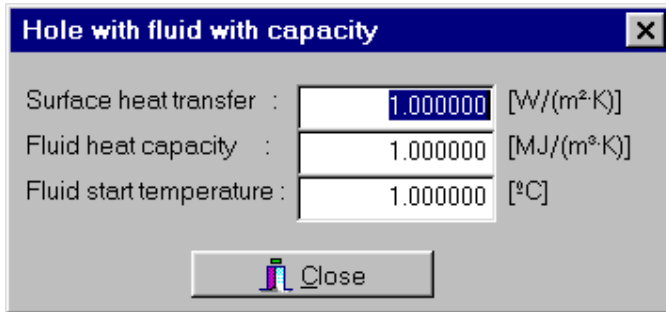 Hole with fluid with capacity
Surface heat transfer : 1.000000 [W/(m²·K)]
Fluid heat capacity : 1.000000 [MJ/(m³·K)]
Fluid start temperature : 1.000000 [ºC]
Close